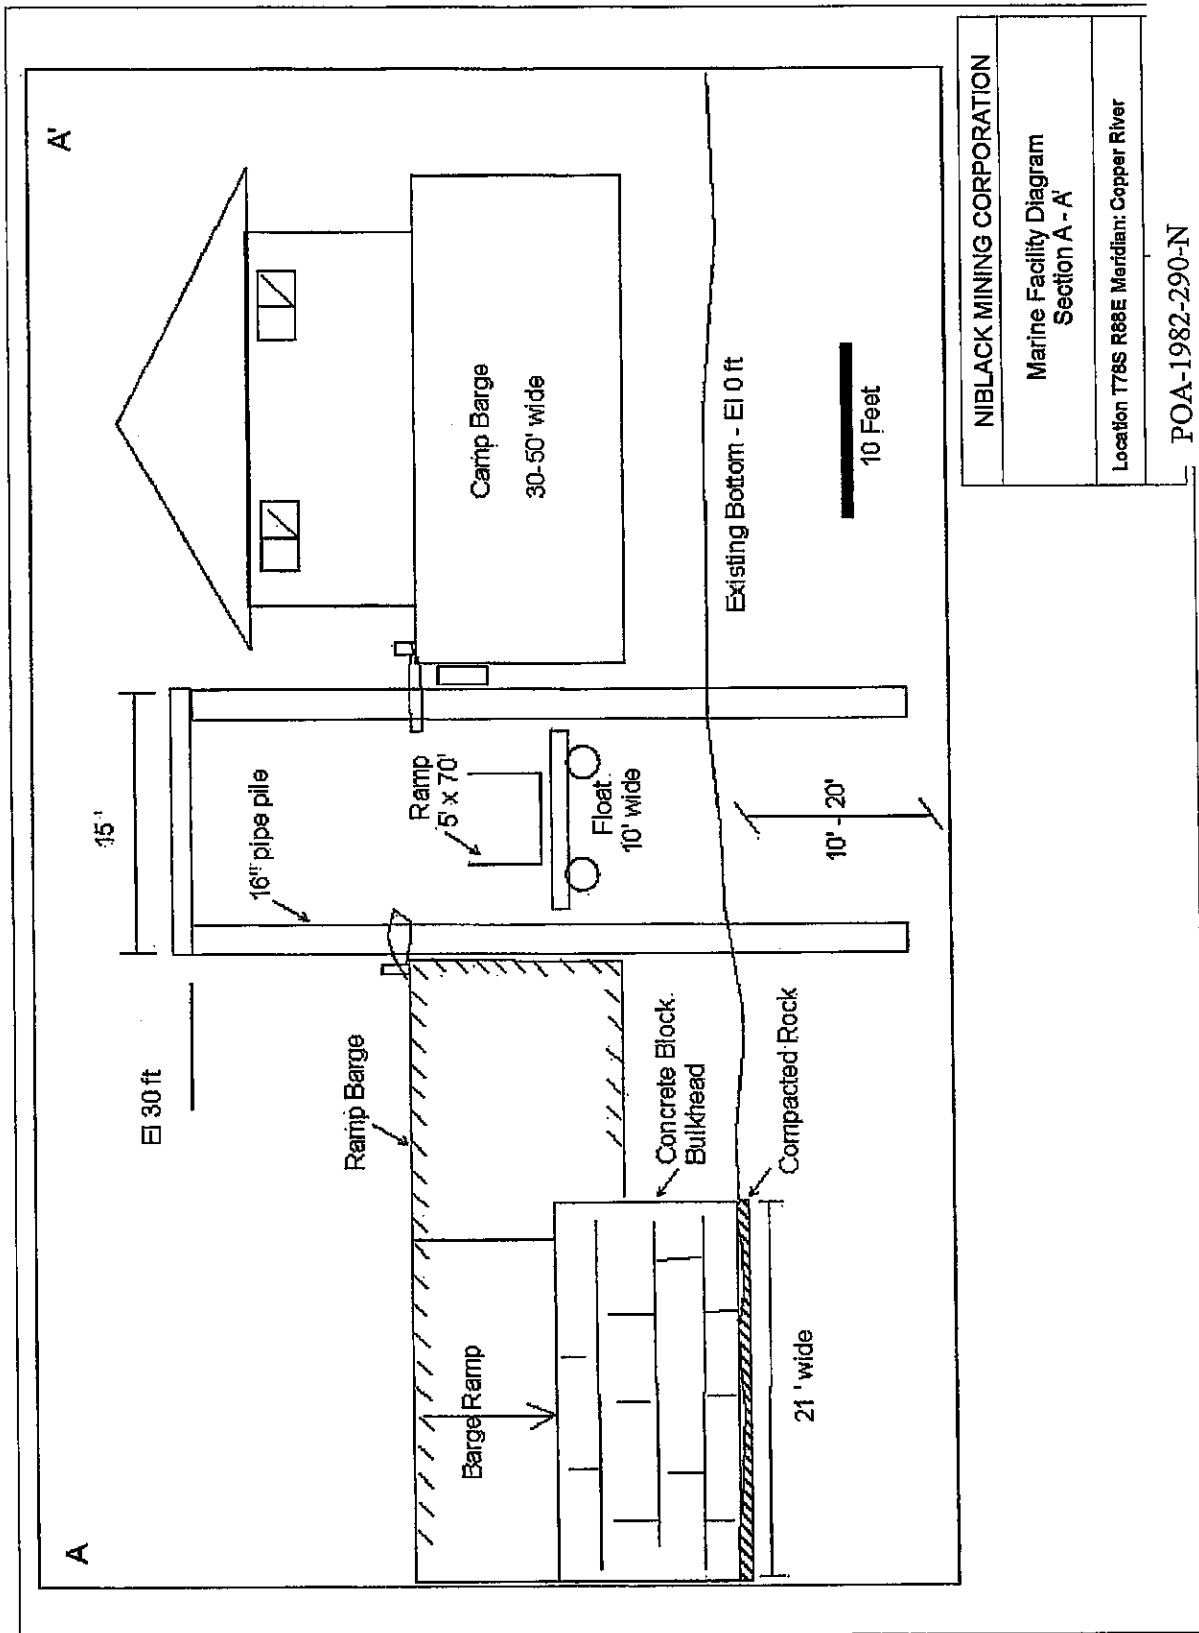 A
A'
15'
El 30 ft
16" pipe pile
Ramp Barge
Ramp
5' x 70'
Camp Barge
30-50' wide
Barge Ramp
Float
10' wide
Concrete Block
Bulkhead
Existing Bottom - El 0 ft
Compacted Rock
10' - 20'
21' wide
10 Feet
NIBLACK MINING CORPORATION
Marine Facility Diagram
Section A - A'
Location T78S R88E Meridian: Copper River
POA-1982-290-N